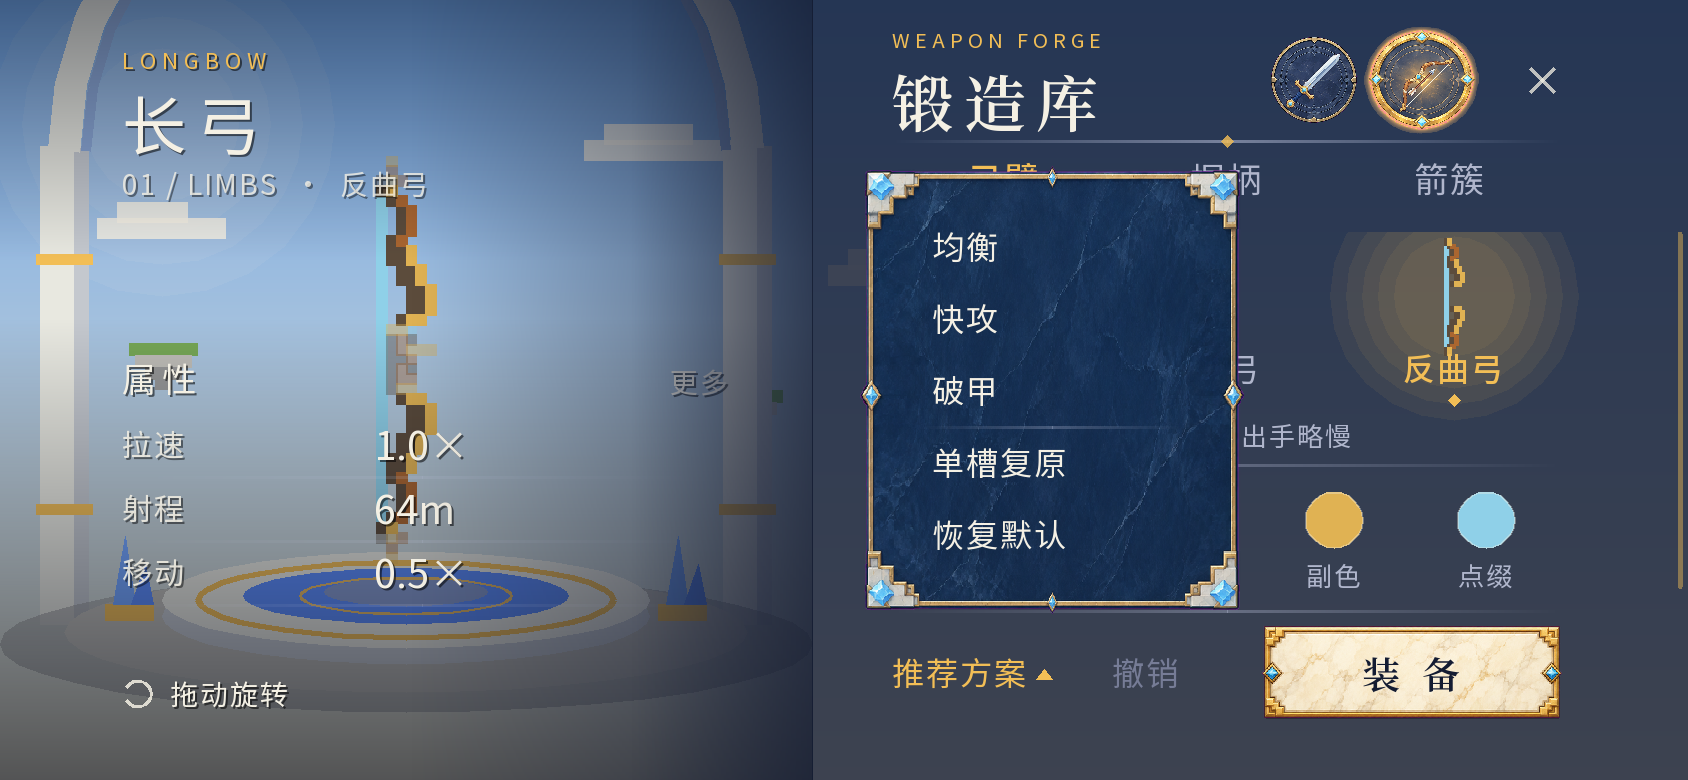 LONGBOW
长弓
01 / LIMBS · 反曲弓
属性
更多
拉速 1.0×
射程 64m
移动 0.5×
拖动旋转
WEAPON FORGE
锻造库
箭簇
均衡
快攻
破甲
单槽复原
恢复默认
弓
反曲弓
出手略慢
副色
点缀
推荐方案
撤销
装备